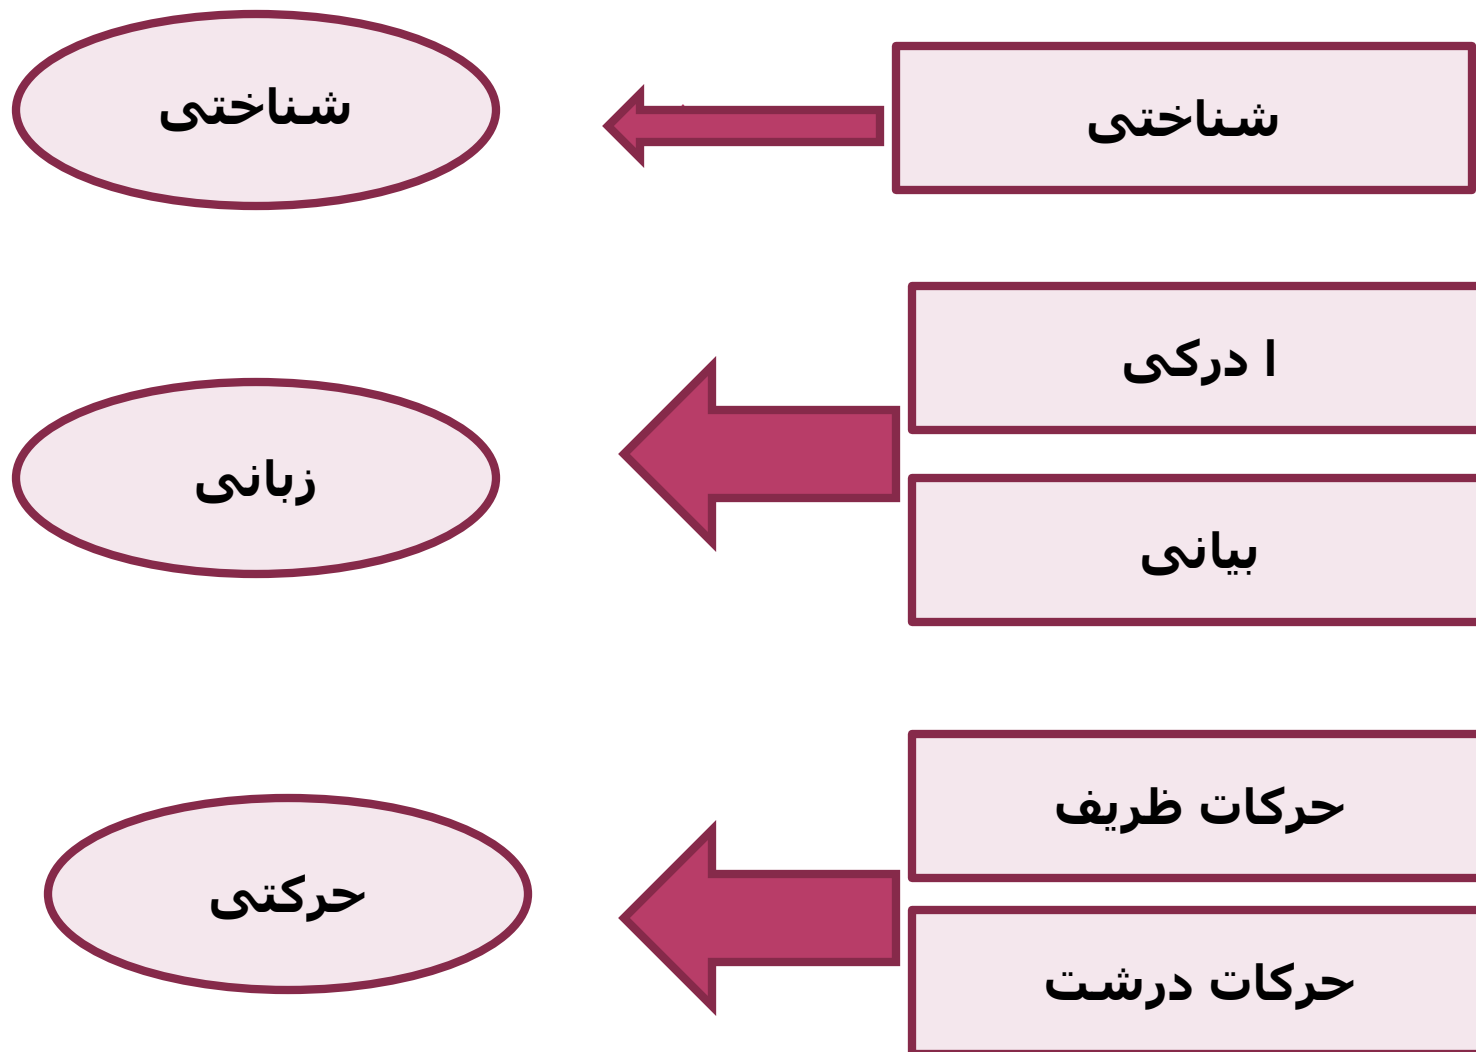 شناختی
شناختی
ا درکی
بیانی
زبانی
حرکات ظریف
حرکات درشت
حرکتی